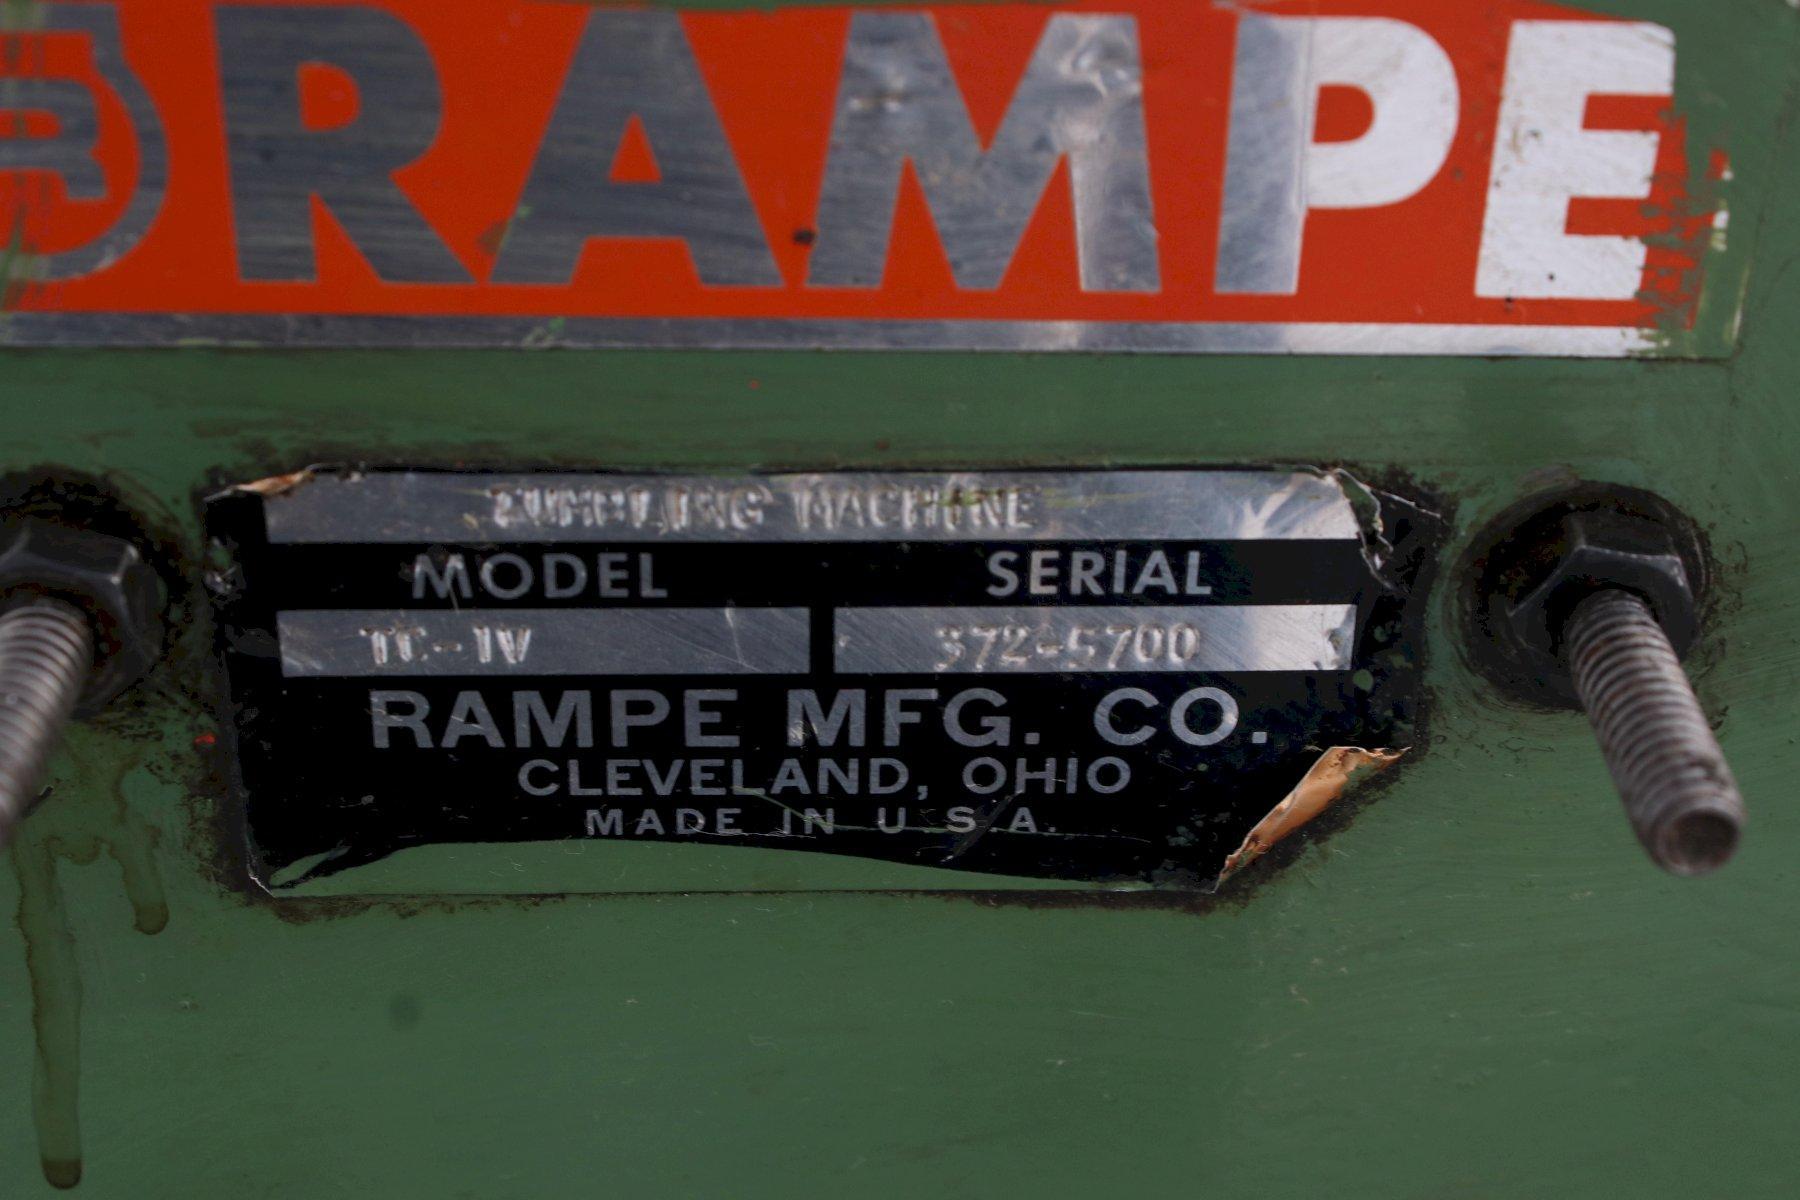 R RAMPE
TUMBLING MACHINE
MODEL SERIAL
TC-IV 372-5700
RAMPE MFG. CO.
CLEVELAND, OHIO
MADE IN U.S.A.